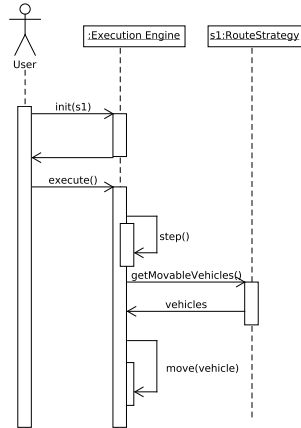 :Execution Engine
s1:RouteStrategy
User
init(s1)
execute()
step()
getMovableVehicles()
vehicles
move(vehicle)